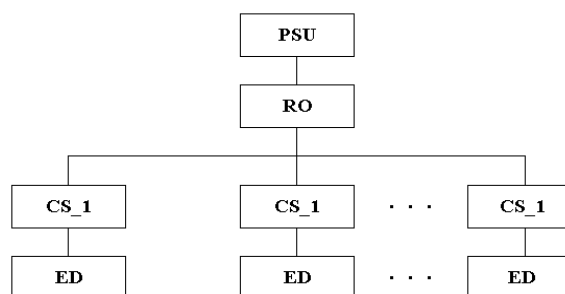 PSU
RO
CS_1 CS_1 . . . CS_1
ED ED . . . ED